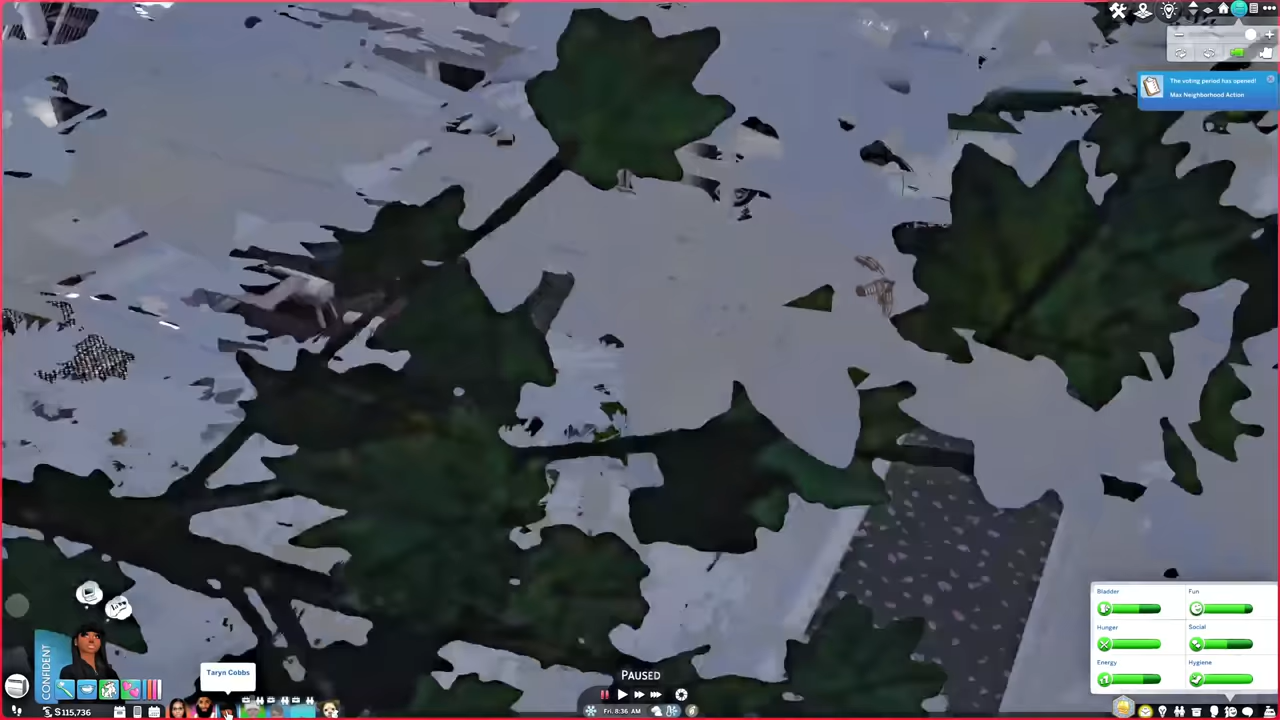 The voting period has opened!
Max Neighborhood Action
Bladder
Fun
Hunger
Social
Energy
Hygiene
CONFIDENT
Taryn Cobbs
PAUSED
$115,736
Fri. 8:36 AM